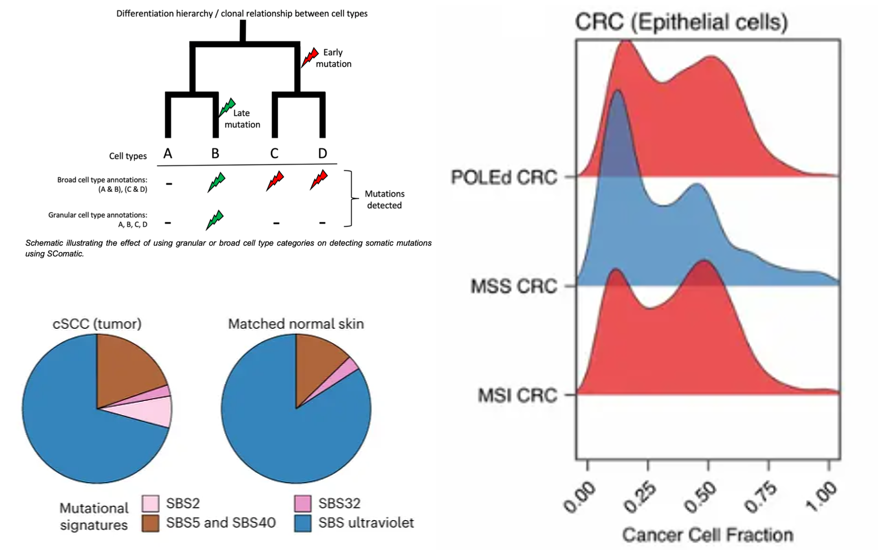 Differentiation hierarchy / clonal relationship between cell types
Early
mutation
Late
mutation
Cell types A B C D
Broad cell type annotations:
(A & B), (C & D)
Mutations
detected
Granular cell type annotations:
A, B, C, D
Schematic illustrating the effect of using granular or broad cell type categories on detecting somatic mutations
using SComatic.
cSCC (tumor)
Matched normal skin
Mutational
signatures
SBS2
SBS32
SBS5 and SBS40
SBS ultraviolet
CRC (Epithelial cells)
POLEd CRC
MSS CRC
MSI CRC
0.00 0.25 0.50 0.75 1.00
Cancer Cell Fraction